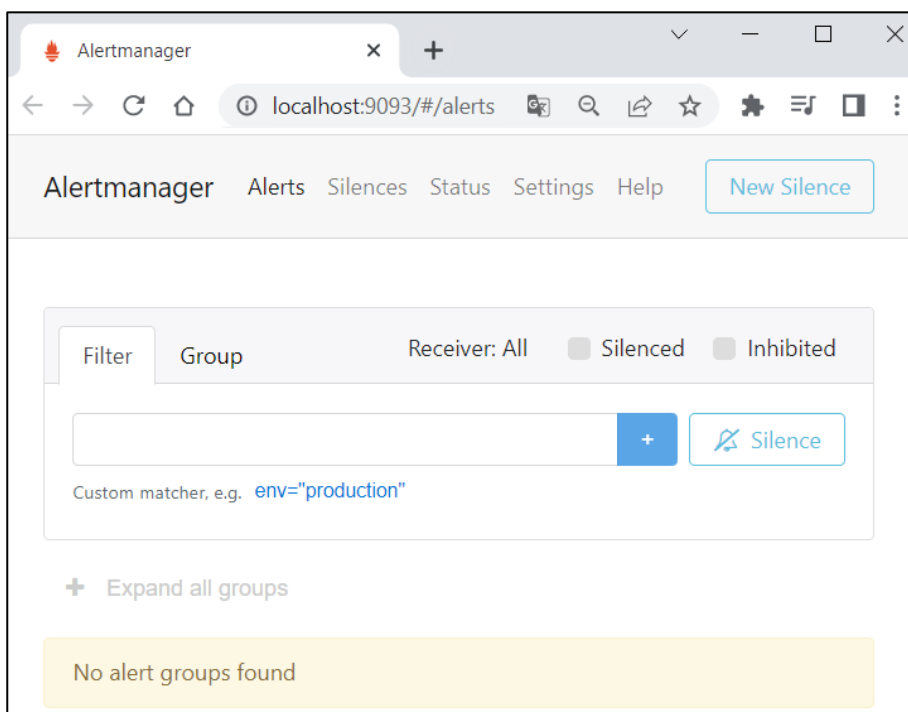 Alertmanager
localhost:9093/#/alerts
Alertmanager Alerts Silences Status Settings Help New Silence
Filter Group Receiver: All Silenced Inhibited
+ Silence
Custom matcher, e.g. env="production"
+ Expand all groups
No alert groups found